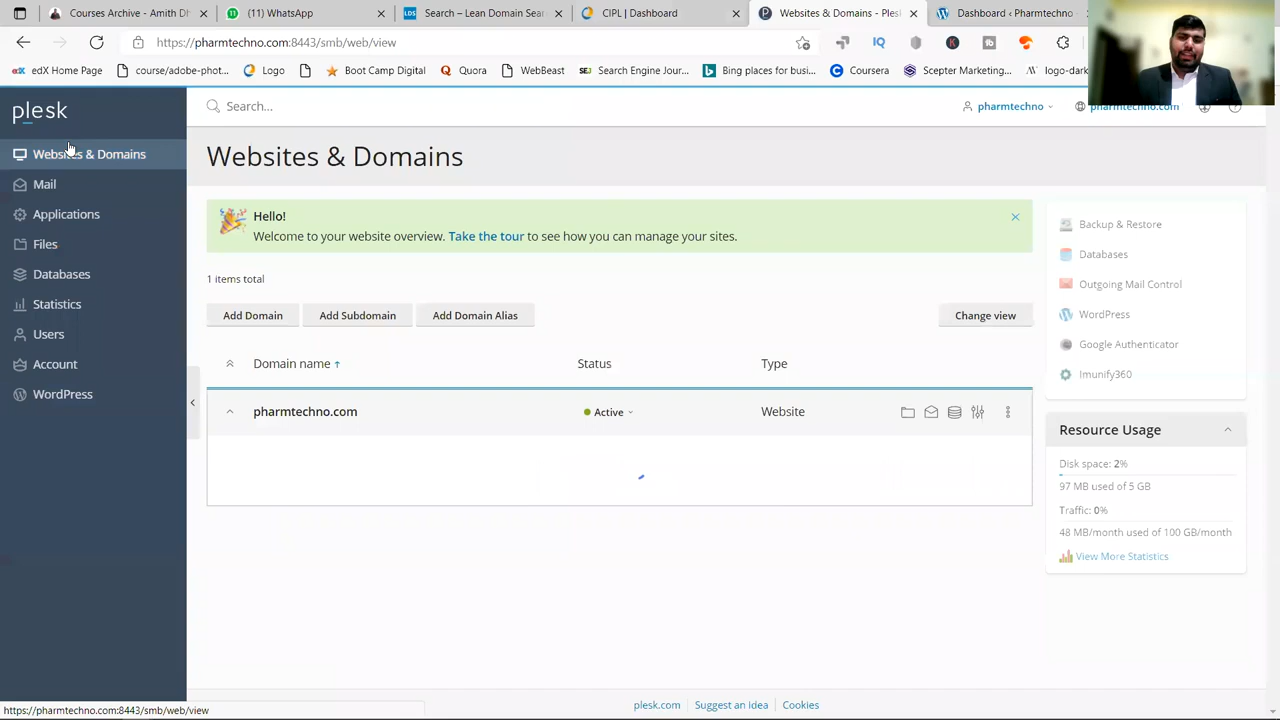 Courses Archive - Amith Dh
(11) WhatsApp
Search – Lean Domain Sea
CIPL | Dashboard
Websites & Domains - Plesk
Dashboard ‹ Pharmtechno
https://pharmtechno.com:8443/smb/web/view
edX Home Page
course/adobe-phot...
Logo
Boot Camp Digital
Quora
WebBeast
Search Engine Jour...
Bing places for busi...
Coursera
Scepter Marketing...
logo-dark
plesk
Search...
pharmtechno
pharmtechno.com
Websites & Domains
Mail
Applications
Files
Databases
Statistics
Users
Account
WordPress
Websites & Domains
Hello!
Welcome to your website overview. Take the tour to see how you can manage your sites.
1 items total
Add Domain
Add Subdomain
Add Domain Alias
Change view
Domain name ↑
Status
Type
pharmtechno.com
Active
Website
Backup & Restore
Databases
Outgoing Mail Control
WordPress
Google Authenticator
Imunify360
Resource Usage
Disk space: 2%
97 MB used of 5 GB
Traffic: 0%
48 MB/month used of 100 GB/month
View More Statistics
plesk.com
Suggest an idea
Cookies
https://pharmtechno.com:8443/smb/web/view